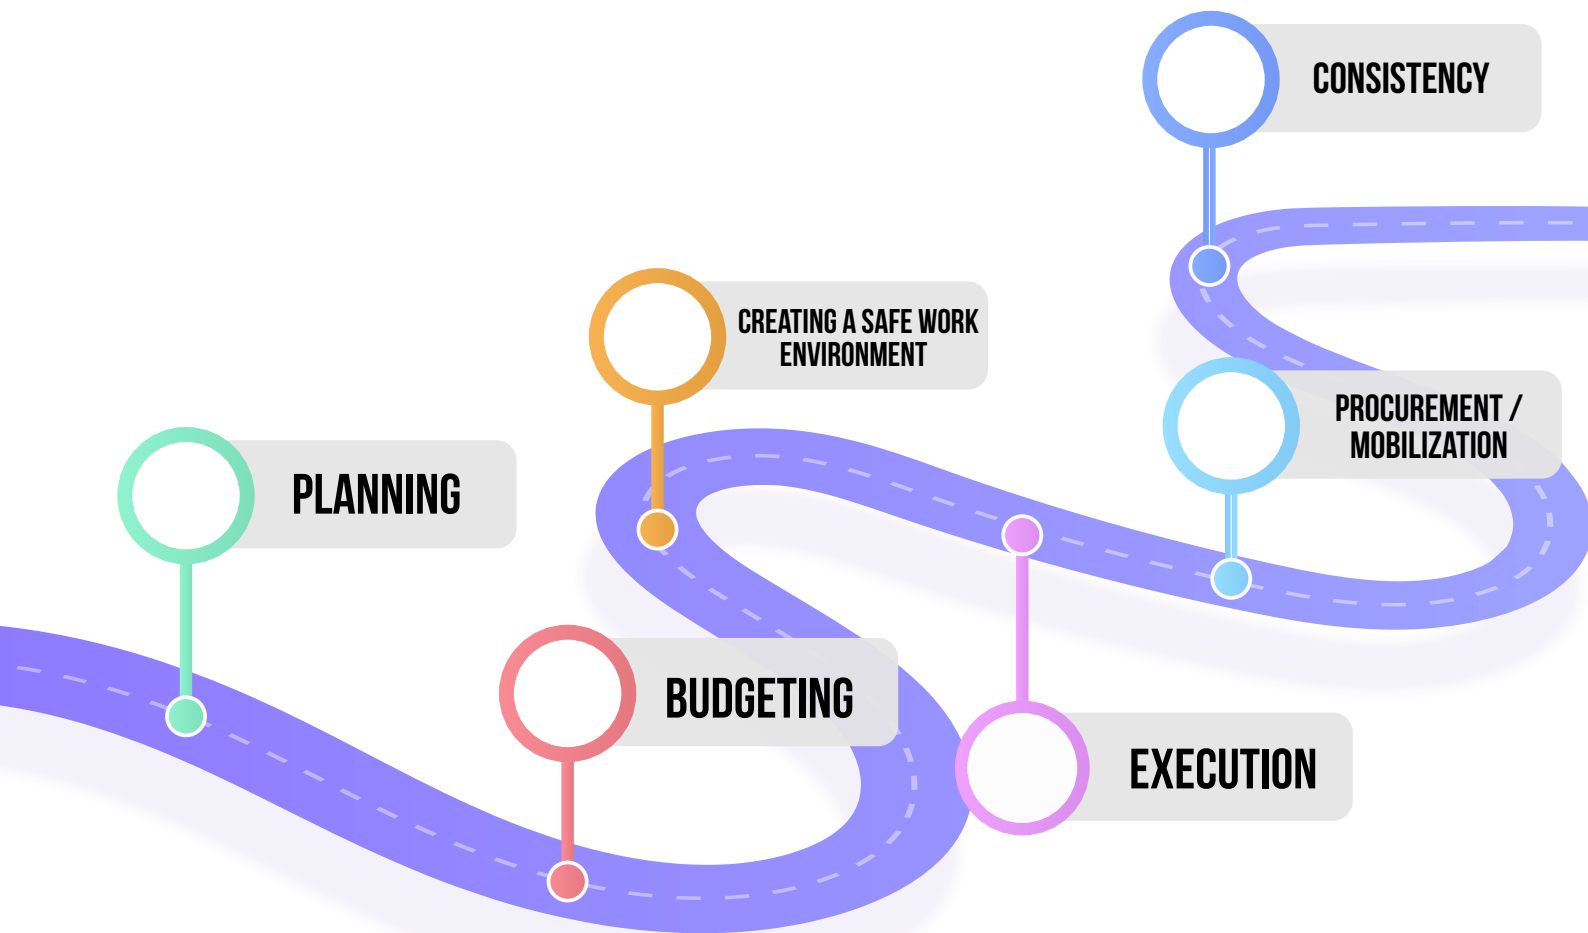 CONSISTENCY
CREATING A SAFE WORK
ENVIRONMENT
PROCUREMENT /
MOBILIZATION
PLANNING
BUDGETING
EXECUTION